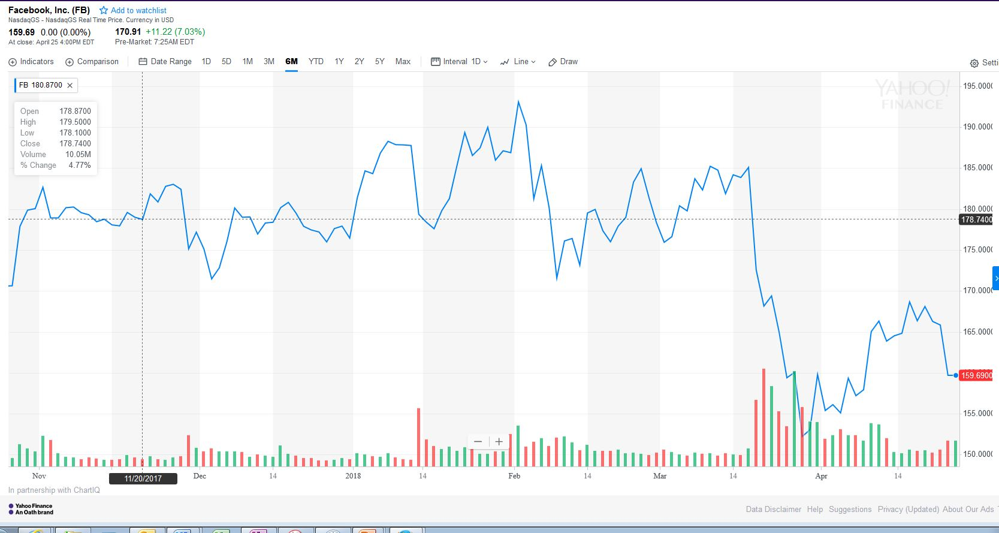 Facebook, Inc. (FB) Add to watchlist
NasdaqGS - NasdaqGS Real Time Price. Currency in USD
159.69 0.00 (0.00%) 170.91 +11.22 (7.03%)
At close: April 25 4:00PM EDT Pre-Market: 7:25AM EDT
Indicators Comparison Date Range 1D 5D 1M 3M 6M YTD 1Y 2Y 5Y Max Interval 1D Line Draw Setti
FB 180.8700
YAHOO!
FINANCE
Open 178.8700
High 179.5000
Low 178.1000
Close 178.7400
Volume 10.05M
% Change 4.77%
195.0000
190.0000
185.0000
180.0000
178.7400
175.0000
170.0000
165.0000
159.6900
155.0000
150.0000
Nov 11/20/2017 Dec 14 2018 14 Feb 14 Mar 14 Apr 14
In partnership with ChartIQ
Yahoo Finance
An Oath brand
Data Disclaimer Help Suggestions Privacy (Updated) About Our Ads